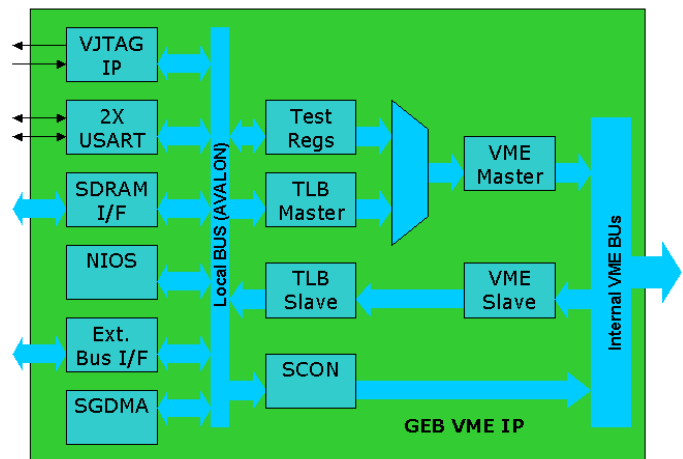 VJTAG
IP
2X
USART
SDRAM
I/F
NIOS
Ext.
Bus I/F
SGDMA
Local BUS (AVALON)
Test
Regs
TLB
Master
TLB
Slave
SCON
VME
Master
VME
Slave
Internal VME BUs
GEB VME IP